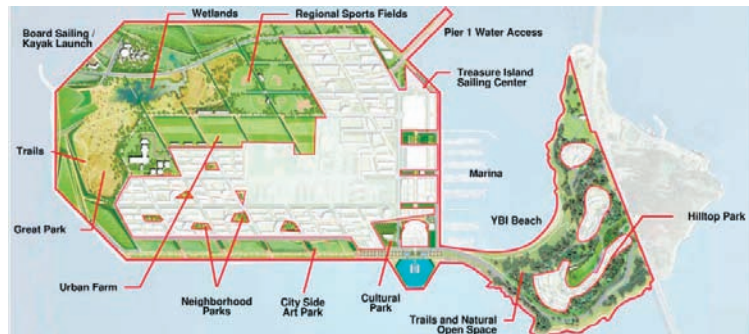 Wetlands
Regional Sports Fields
Board Sailing /
Kayak Launch
Pier 1 Water Access
Treasure Island
Sailing Center
Trails
Marina
YBI Beach
Hilltop Park
Great Park
Urban Farm
Neighborhood
Parks
City Side
Art Park
Cultural
Park
Trails and Natural
Open Space